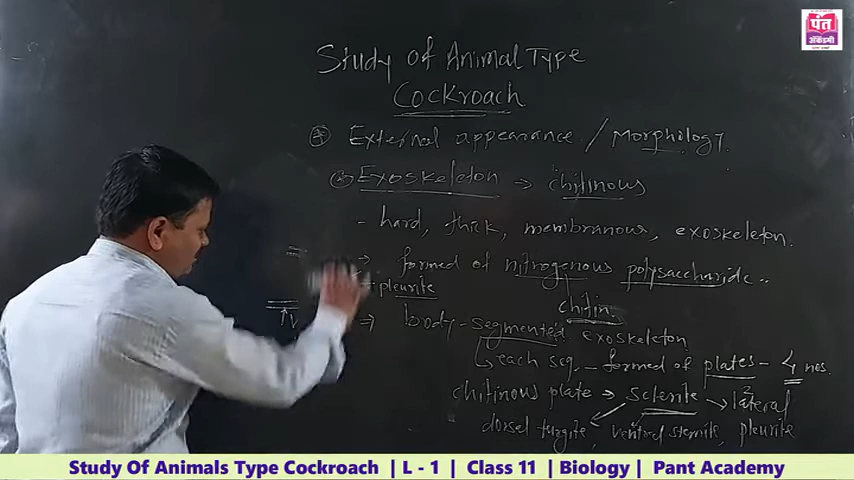 पंत
अॅकॅडमी
Study of Animal Type
Cockroach
External appearance / Morphology.
Exoskeleton → chitinous
- hard, thick, membranous, exoskeleton.
→ formed of nitrogenous polysaccharide..
pleurite
chitin.
⇒ body - segmented exoskeleton
each seg. - formed of plates - 4 nos.
chitinous plate → sclerite → 2 lateral
dorsal turgite, ventral sternite, pleurite
Study Of Animals Type Cockroach | L - 1 | Class 11 | Biology | Pant Academy